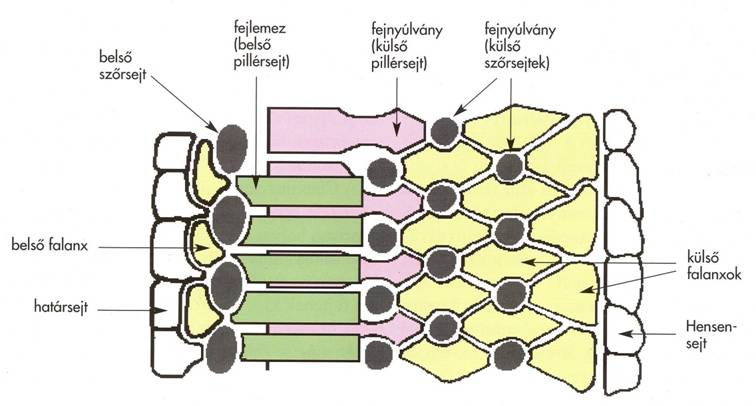 belső
szőrsejt
fejlemez
(belső
pillérsejt)
fejnyúlvány
(külső
pillérsejt)
fejnyúlvány
(külső
szőrsejtek)
belső falanx
határsejt
külső
falanxok
Hensen-
sejt